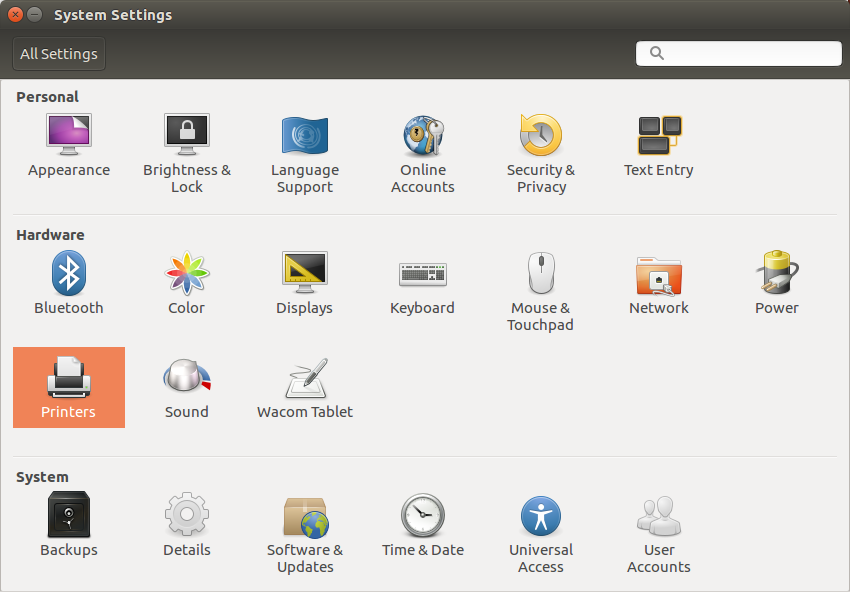 System Settings
All Settings
Personal
Appearance
Brightness & Lock
Language Support
Online Accounts
Security & Privacy
Text Entry
Hardware
Bluetooth
Color
Displays
Keyboard
Mouse & Touchpad
Network
Power
Printers
Sound
Wacom Tablet
System
Backups
Details
Software & Updates
Time & Date
Universal Access
User Accounts